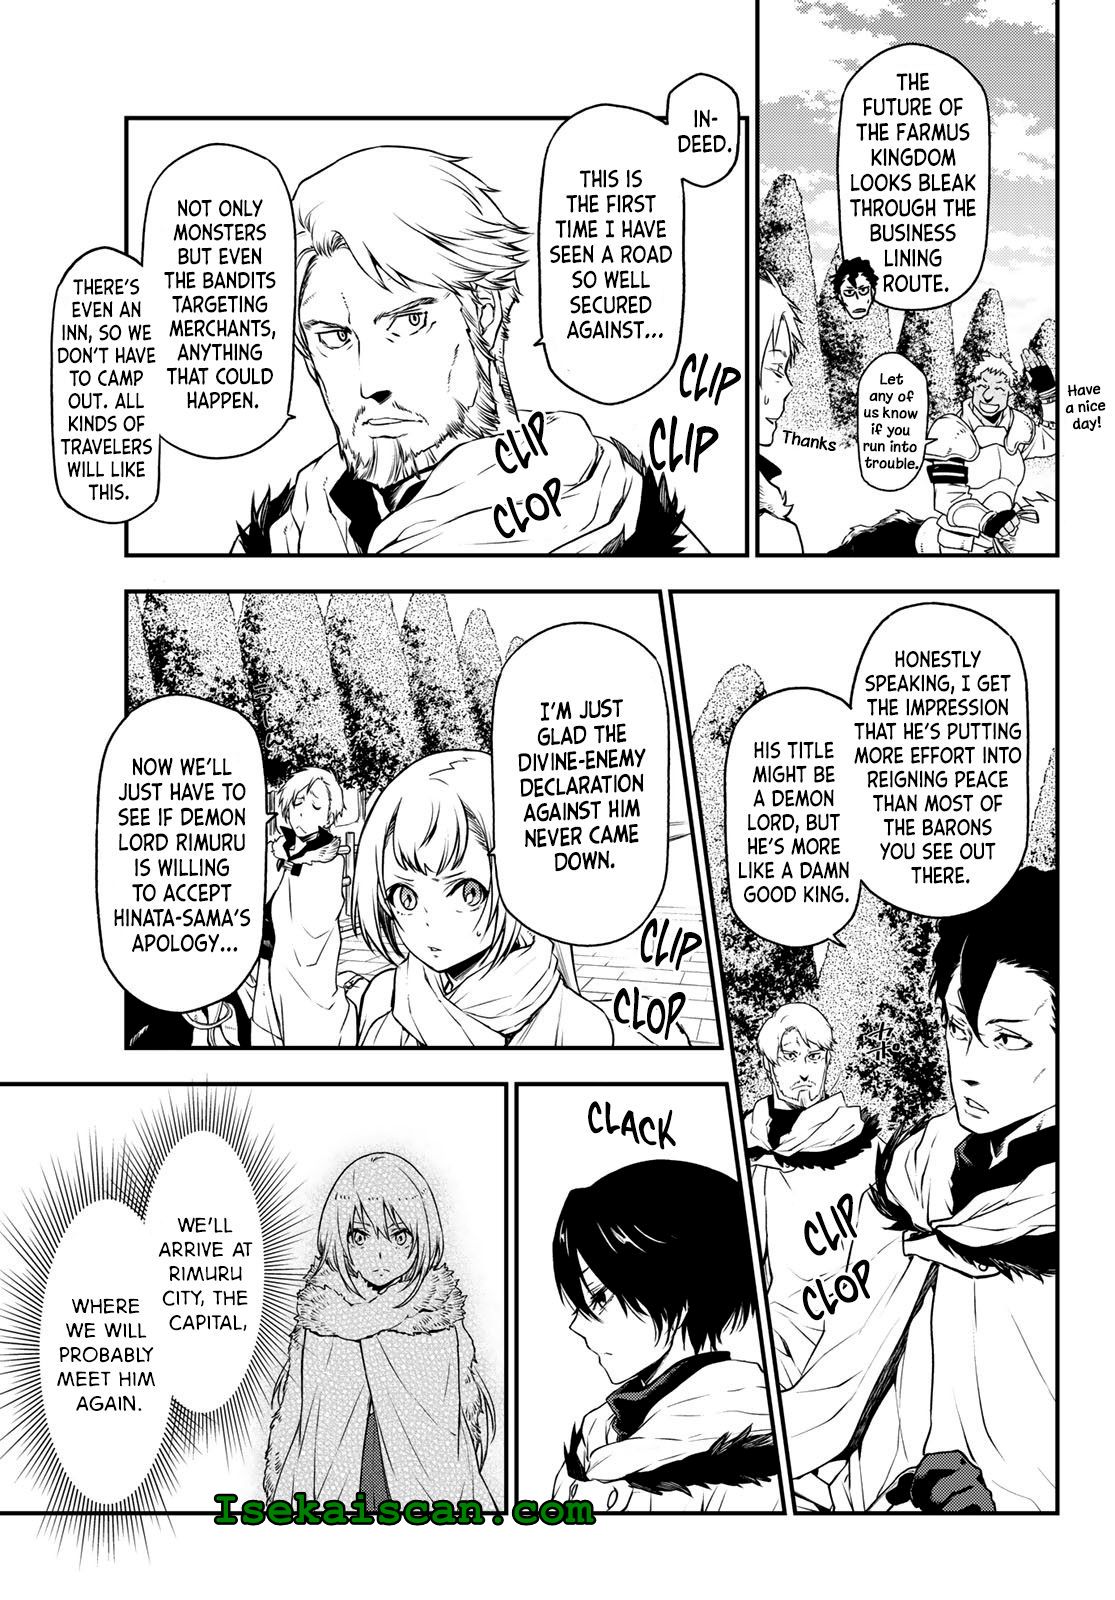 THE
FUTURE OF
THE FARMUS
KINGDOM
LOOKS BLEAK
THROUGH THE
BUSINESS
LINING
ROUTE.
Have
a nice
day!
Let
any of
us know
if you
run into
trouble.
Thanks
IN-
DEED.
THIS IS
THE FIRST
TIME I HAVE
SEEN A ROAD
SO WELL
SECURED
AGAINST...
NOT ONLY
MONSTERS
BUT EVEN
THE BANDITS
TARGETING
MERCHANTS,
ANYTHING
THAT COULD
HAPPEN.
THERE'S
EVEN AN
INN, SO WE
DON'T HAVE
TO CAMP
OUT. ALL
KINDS OF
TRAVELERS
WILL LIKE
THIS.
CLIP
CLIP
CLIP
CLOP
HONESTLY
SPEAKING, I GET
THE IMPRESSION
THAT HE'S PUTTING
MORE EFFORT INTO
REIGNING PEACE
THAN MOST OF
THE BARONS
YOU SEE OUT
THERE.
HIS TITLE
MIGHT BE
A DEMON
LORD, BUT
HE'S MORE
LIKE A DAMN
GOOD KING.
CLIP
CLOP
I'M JUST
GLAD THE
DIVINE-ENEMY
DECLARATION
AGAINST HIM
NEVER CAME
DOWN.
NOW WE'LL
JUST HAVE TO
SEE IF DEMON
LORD RIMURU
IS WILLING
TO ACCEPT
HINATA-SAMA'S
APOLOGY...
CLIP
CLOP
CLACK
WE'LL
ARRIVE AT
RIMURU
CITY, THE
CAPITAL,
WHERE
WE WILL
PROBABLY
MEET HIM
AGAIN.
Isekaiscan.com